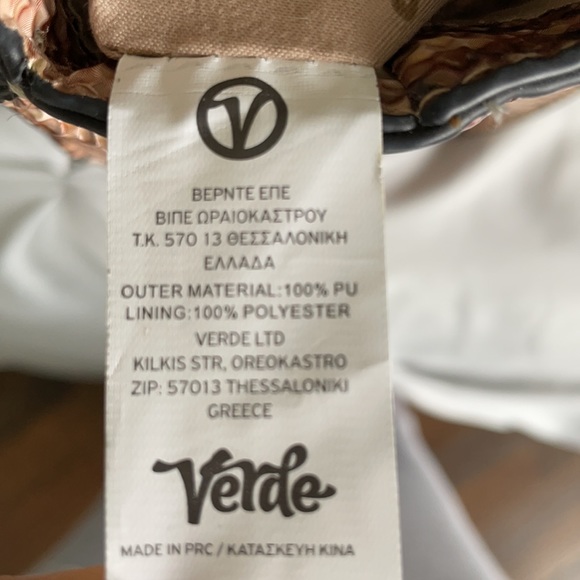 V
ΒΕΡΝΤΕ ΕΠΕ
ΒΙΠΕ ΩΡΑΙΟΚΑΣΤΡΟΥ
Τ.Κ. 570 13 ΘΕΣΣΑΛΟΝΙΚΗ
ΕΛΛΑΔΑ
OUTER MATERIAL:100% PU
LINING:100% POLYESTER
VERDE LTD
KILKIS STR, OREOKASTRO
ZIP: 57013 THESSALONIKI
GREECE
Verde
MADE IN PRC / ΚΑΤΑΣΚΕΥΗ ΚΙΝΑ